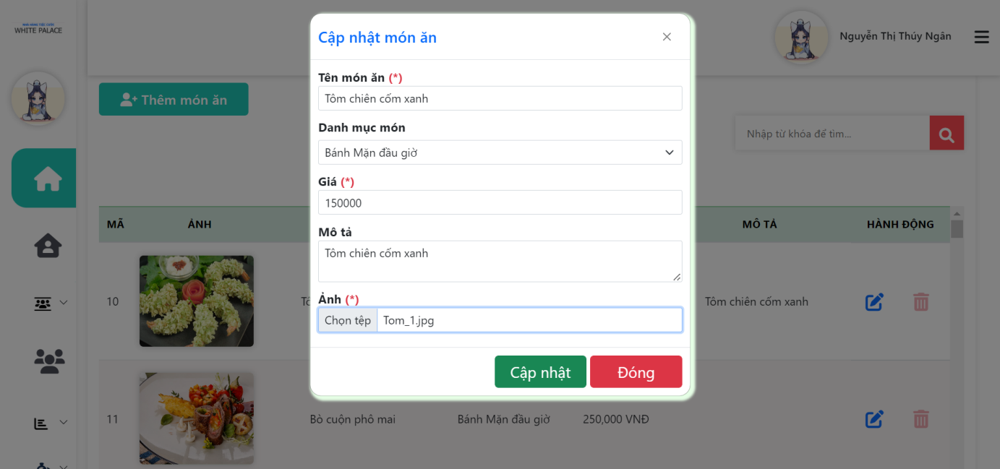 NHÀ HÀNG TIỆC CƯỚI
WHITE PALACE
Nguyễn Thị Thúy Ngân
Thêm món ăn
Nhập từ khóa để tìm...
MÃ ẢNH MÔ TẢ HÀNH ĐỘNG
10 Tô Tôm chiên cốm xanh
11 Bò cuộn phô mai Bánh Mặn đầu giờ 250,000 VNĐ
Cập nhật món ăn
Tên món ăn (*)
Tôm chiên cốm xanh
Danh mục món
Bánh Mặn đầu giờ
Giá (*)
150000
Mô tả
Tôm chiên cốm xanh
Ảnh (*)
Chọn tệp Tom_1.jpg
Cập nhật Đóng